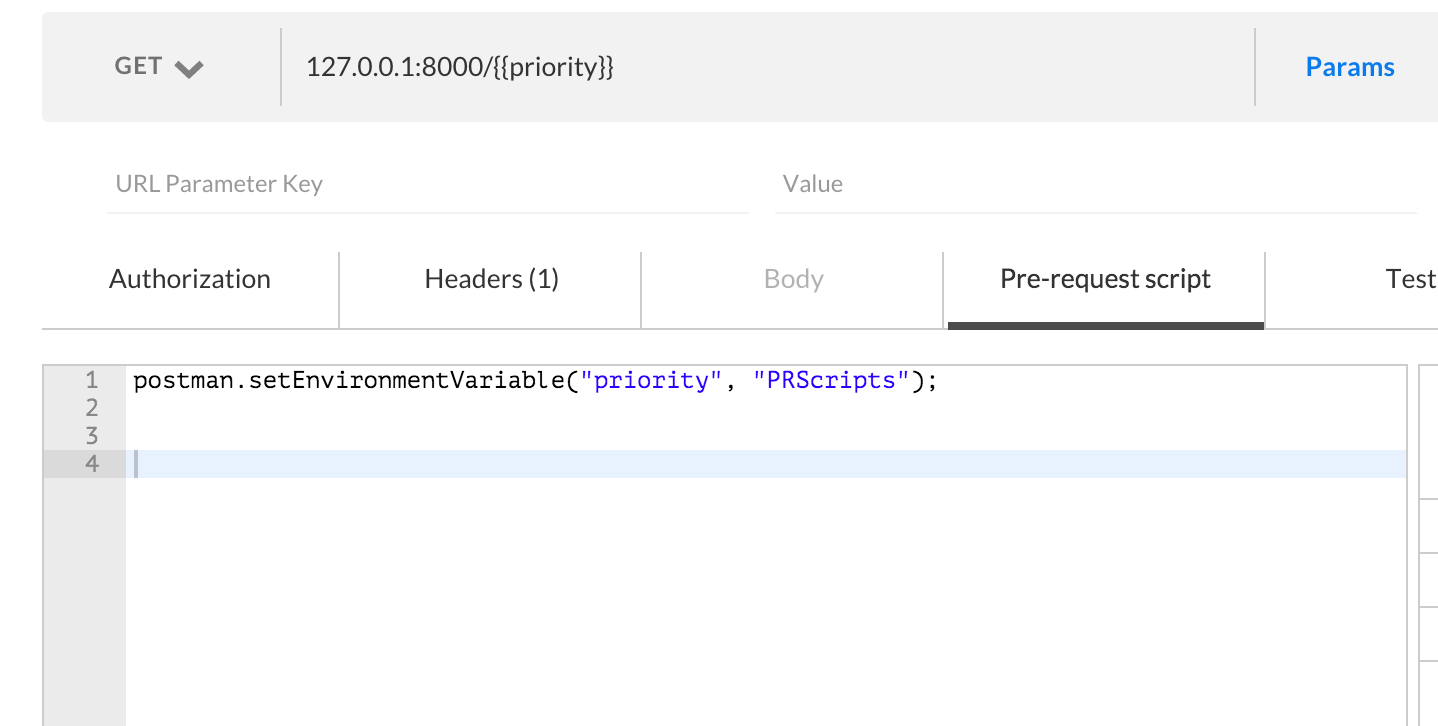 GET 127.0.0.1:8000/{{priority}} Params
URL Parameter Key Value
Authorization Headers (1) Body Pre-request script Test
1 postman.setEnvironmentVariable("priority", "PRScripts");
2
3
4